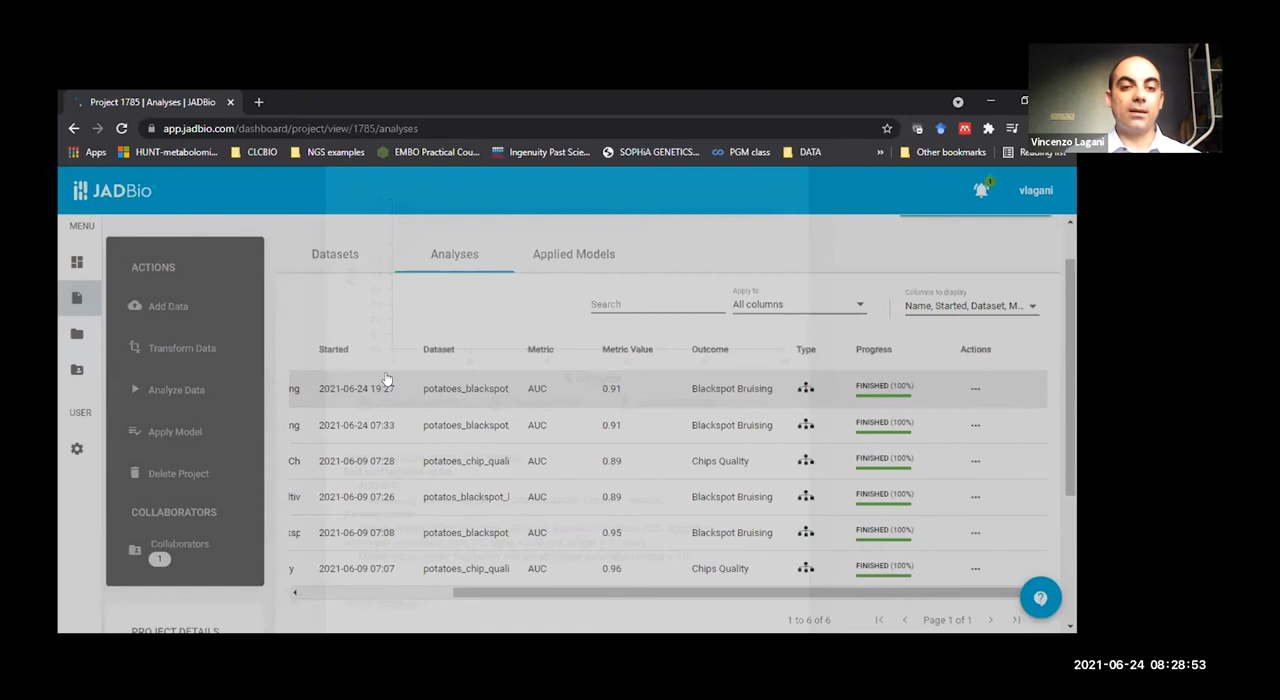 Project 1785 | Analyses | JADBio
app.jadbio.com/dashboard/project/view/1785/analyses
Vincenzo Lagani
Apps HUNT-metabolomi... CLCBIO NGS examples EMBO Practical Cou... Ingenuity Past Scie... SOPHiA GENETICS... PGM class DATA » Other bookmarks Reading list
JADBio 1 vlagani
MENU
Datasets Analyses Applied Models
ACTIONS
Add Data
Transform Data
Analyze Data
Apply Model
Delete Project
COLLABORATORS
Collaborators
1
PROJECT DETAILS
USER
Search
Apply to
All columns
Columns to display
Name, Started, Dataset, M...
Started Dataset Metric Metric Value Outcome Type Progress Actions
ng 2021-06-24 19:27 potatoes_blackspot_ AUC 0.91 Blackspot Bruising FINISHED (100%) ...
ng 2021-06-24 07:33 potatoes_blackspot_ AUC 0.91 Blackspot Bruising FINISHED (100%) ...
Ch 2021-06-09 07:28 potatoes_chip_quali AUC 0.89 Chips Quality FINISHED (100%) ...
ltiv 2021-06-09 07:26 potatos_blackspot_l AUC 0.89 Blackspot Bruising FINISHED (100%) ...
ksp 2021-06-09 07:08 potatoes_blackspot_ AUC 0.95 Blackspot Bruising FINISHED (100%) ...
y 2021-06-09 07:07 potatoes_chip_quali AUC 0.96 Chips Quality FINISHED (100%) ...
1 to 6 of 6 Page 1 of 1
2021-06-24 08:28:53